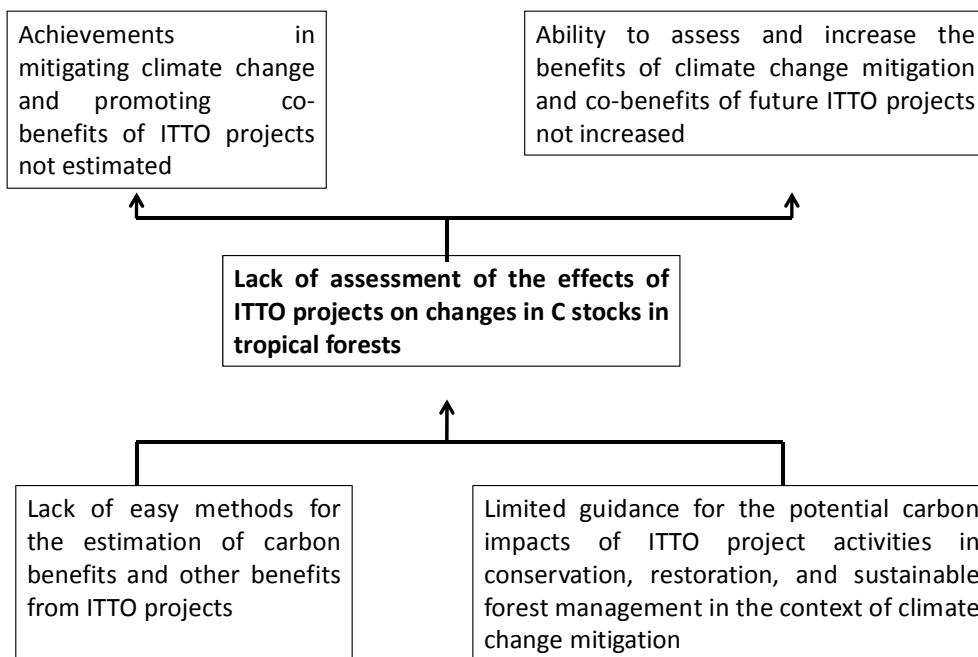 Achievements in
mitigating climate change
and promoting co-
benefits of ITTO projects
not estimated
Ability to assess and increase the
benefits of climate change mitigation
and co-benefits of future ITTO projects
not increased
Lack of assessment of the effects of
ITTO projects on changes in C stocks in
tropical forests
Lack of easy methods for
the estimation of carbon
benefits and other benefits
from ITTO projects
Limited guidance for the potential carbon
impacts of ITTO project activities in
conservation, restoration, and sustainable
forest management in the context of climate
change mitigation